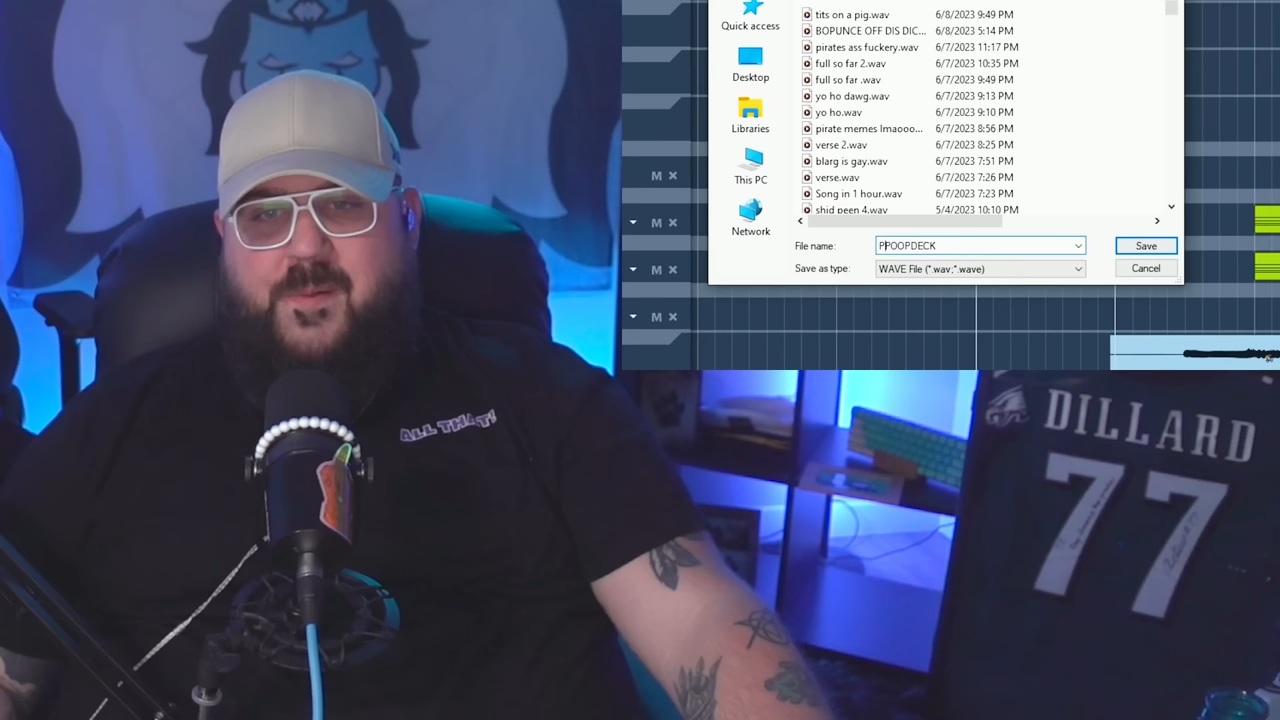 Quick access
Desktop
Libraries
This PC
Network
tits on a pig.wav 6/8/2023 9:49 PM
BOPUNCE OFF DIS DIC... 6/8/2023 5:14 PM
pirates ass fuckery.wav 6/7/2023 11:17 PM
full so far 2.wav 6/7/2023 10:35 PM
full so far .wav 6/7/2023 9:49 PM
yo ho dawg.wav 6/7/2023 9:13 PM
yo ho.wav 6/7/2023 9:10 PM
pirate memes lmaooo... 6/7/2023 8:56 PM
verse 2.wav 6/7/2023 8:25 PM
blarg is gay.wav 6/7/2023 7:51 PM
verse.wav 6/7/2023 7:26 PM
Song in 1 hour.wav 6/7/2023 7:23 PM
shid peen 4.wav 5/4/2023 10:10 PM
File name: PPOOPDECK Save
Save as type: WAVE File (*.wav;*.wave) Cancel
M
M
M
M
ALL THAT!
DILLARD
77